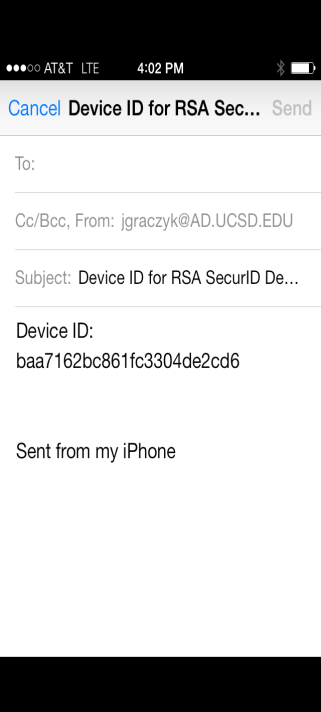 AT&T LTE 4:02 PM
Cancel Device ID for RSA Sec... Send
To:
Cc/Bcc, From: jgraczyk@AD.UCSD.EDU
Subject: Device ID for RSA SecurID De...
Device ID:
baa7162bc861fc3304de2cd6
Sent from my iPhone